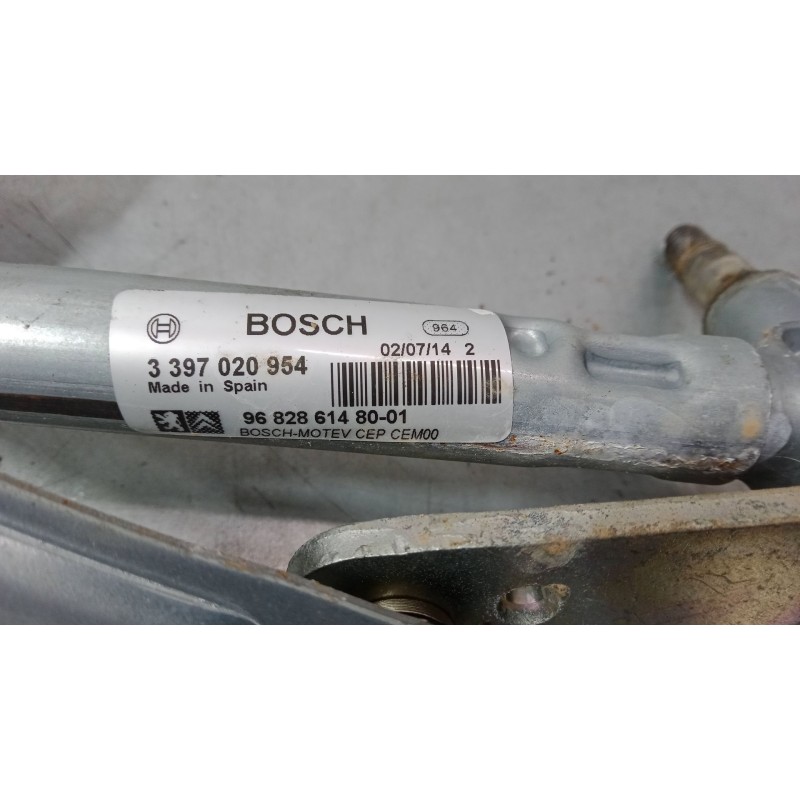 BOSCH
964
3 397 020 954
02/07/14 2
Made in Spain
96 828 614 80-01
BOSCH-MOTEV CEP CEM00